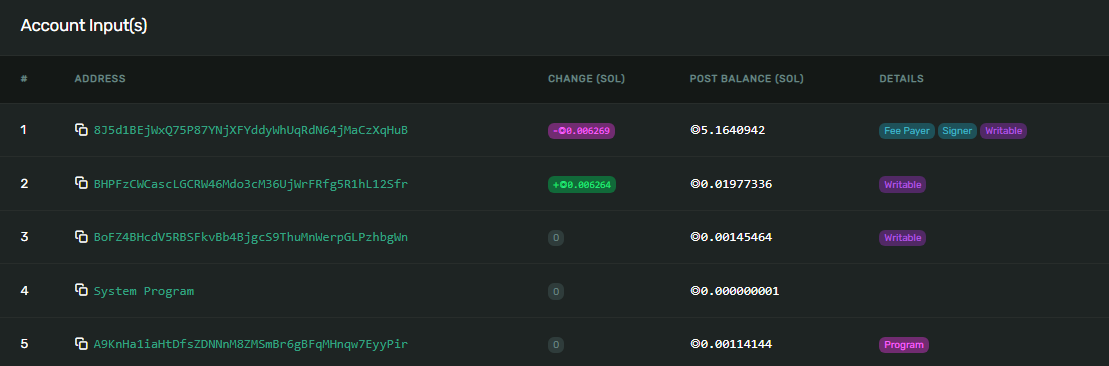 Account Input(s)
# ADDRESS CHANGE (SOL) POST BALANCE (SOL) DETAILS
1 8J5d1BEjWxQ75P87YNjXFYddyWhUqRdN64jMaCzXqHuB -◎0.006269 ◎5.1640942 Fee Payer Signer Writable
2 BHPFzCWCascLGCRW46Mdo3cM36UjWrFRfg5R1hL12Sfr +◎0.006264 ◎0.01977336 Writable
3 BoFZ4BHcdV5RBSFkvBb4BjgcS9ThuMnWerpGLPzhbgWn 0 ◎0.00145464 Writable
4 System Program 0 ◎0.000000001
5 A9KnHa1iaHtDfsZDNNnM8ZMSmBr6gBFqMHnqw7EyyPir 0 ◎0.00114144 Program